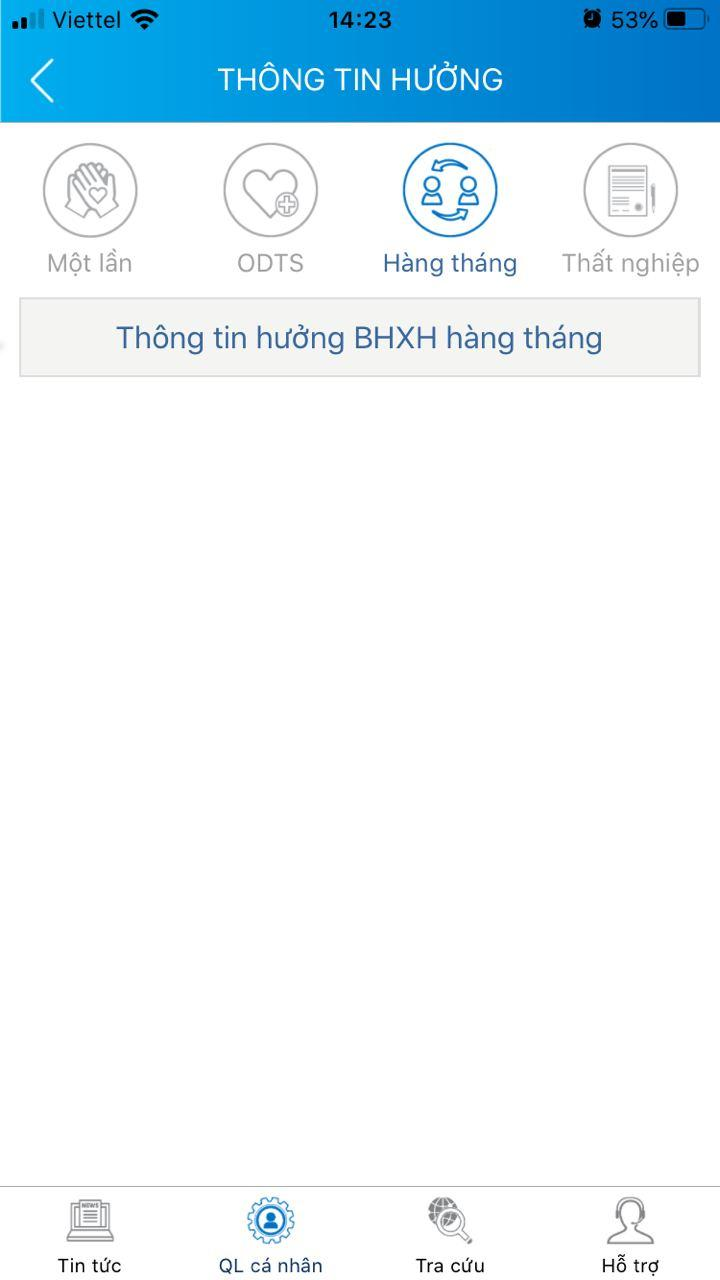 Viettel 14:23 53%
THÔNG TIN HƯỞNG
Một lần ODTS Hàng tháng Thất nghiệp
Thông tin hưởng BHXH hàng tháng
NEWS
Tin tức QL cá nhân Tra cứu Hỗ trợ